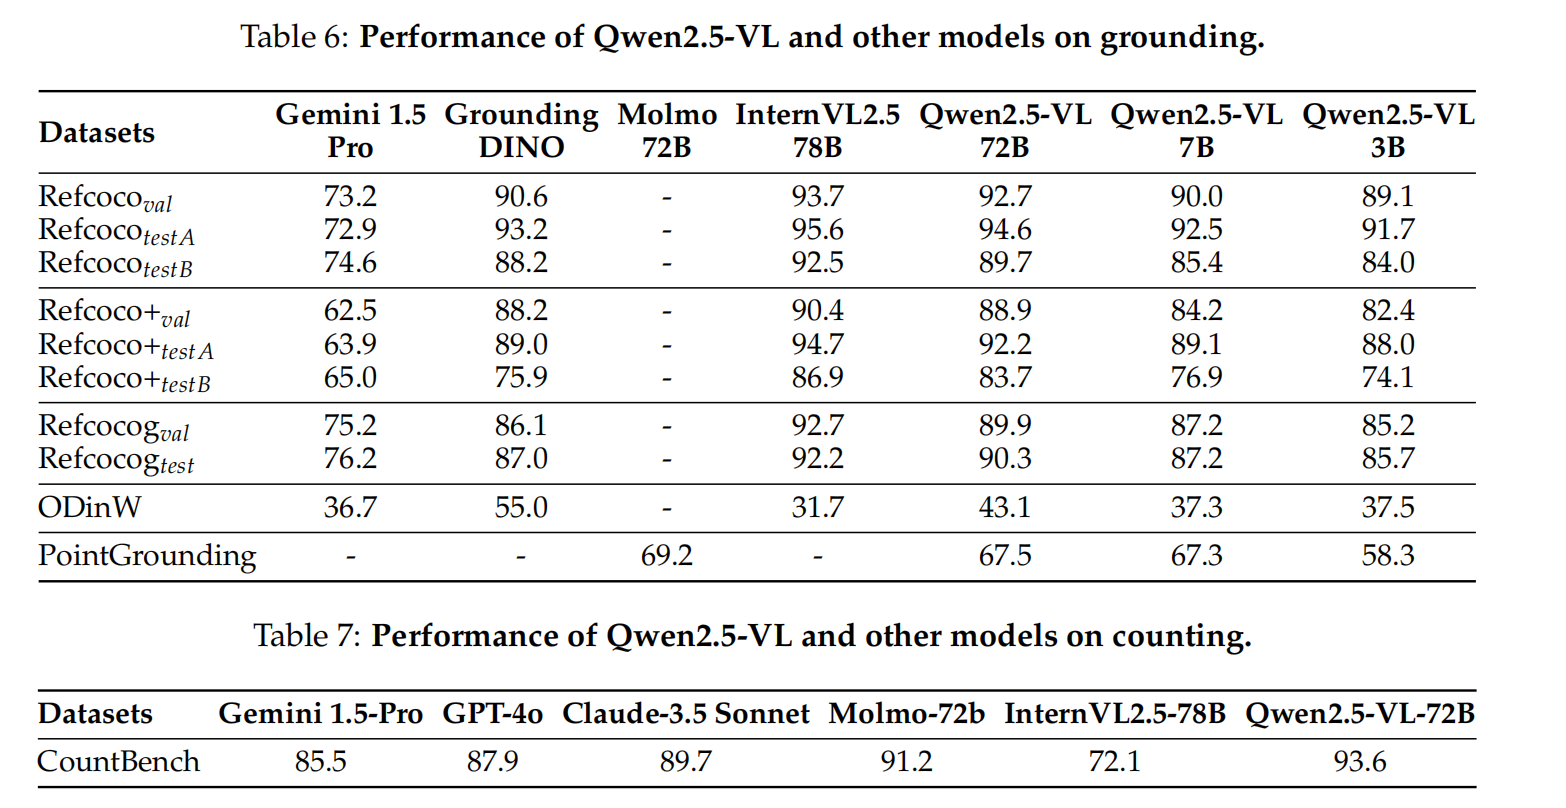 Table 6: Performance of Qwen2.5-VL and other models on grounding.
Datasets Gemini 1.5 Pro Grounding DINO Molmo 72B InternVL2.5 78B Qwen2.5-VL 72B Qwen2.5-VL 7B Qwen2.5-VL 3B
Refcoco val 73.2 90.6 - 93.7 92.7 90.0 89.1
Refcoco testA 72.9 93.2 - 95.6 94.6 92.5 91.7
Refcoco testB 74.6 88.2 - 92.5 89.7 85.4 84.0
Refcoco+ val 62.5 88.2 - 90.4 88.9 84.2 82.4
Refcoco+ testA 63.9 89.0 - 94.7 92.2 89.1 88.0
Refcoco+ testB 65.0 75.9 - 86.9 83.7 76.9 74.1
Refcocog val 75.2 86.1 - 92.7 89.9 87.2 85.2
Refcocog test 76.2 87.0 - 92.2 90.3 87.2 85.7
ODinW 36.7 55.0 - 31.7 43.1 37.3 37.5
PointGrounding - - 69.2 - 67.5 67.3 58.3
Table 7: Performance of Qwen2.5-VL and other models on counting.
Datasets Gemini 1.5-Pro GPT-4o Claude-3.5 Sonnet Molmo-72b InternVL2.5-78B Qwen2.5-VL-72B
CountBench 85.5 87.9 89.7 91.2 72.1 93.6